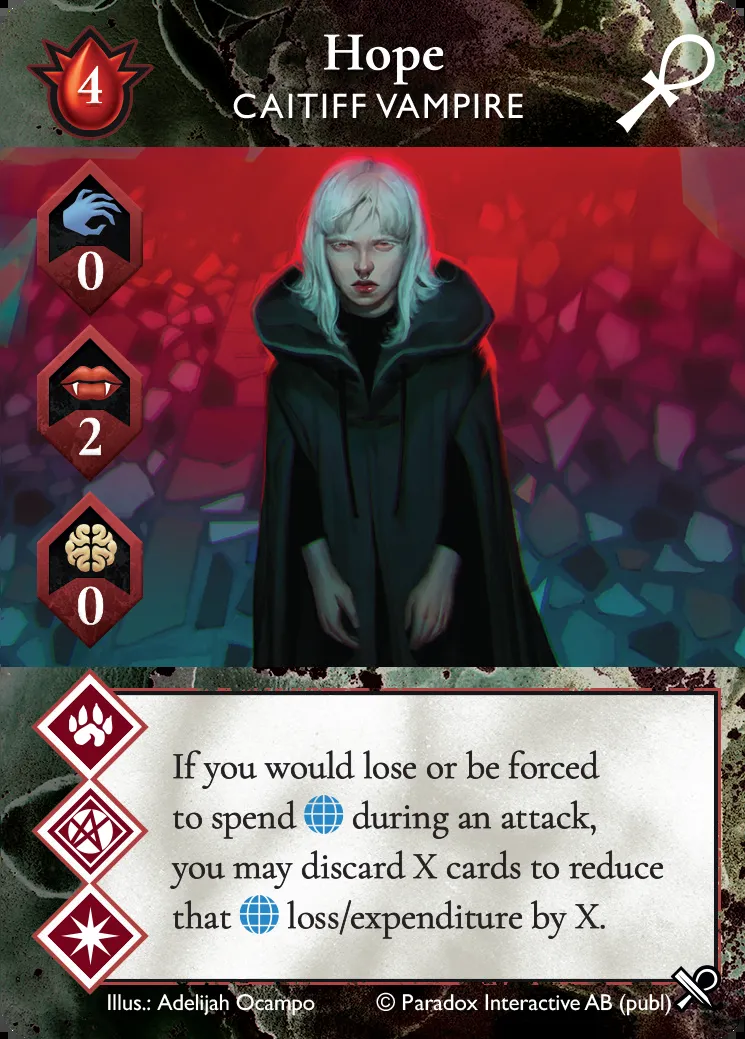 4
Hope
CAITIFF VAMPIRE
0
2
0
If you would lose or be forced
to spend during an attack,
you may discard X cards to reduce
that loss/expenditure by X.
Illus.: Adelijah Ocampo
© Paradox Interactive AB (publ)